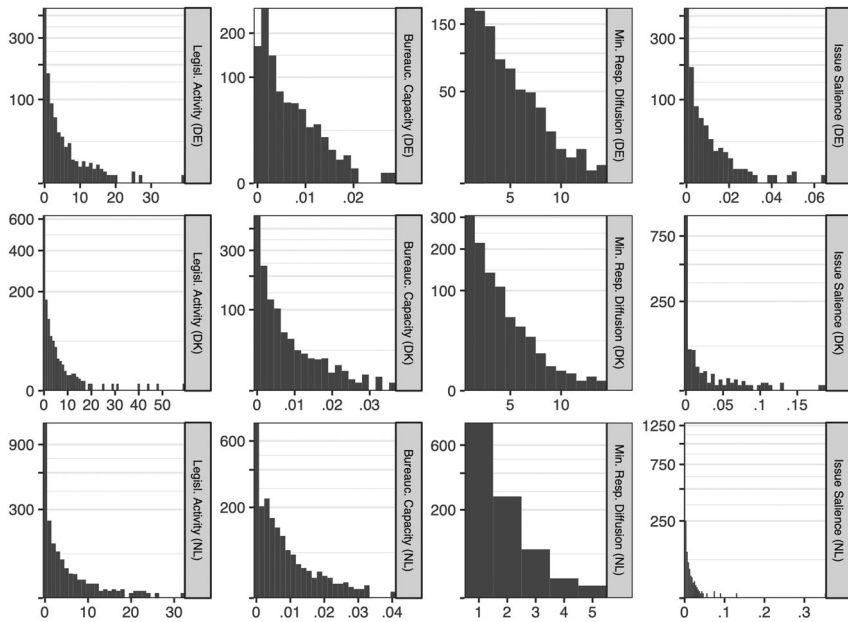 300
100
0 10 20 30
Legisl. Activity (DE)
200
100
0
0 .01 .02
Bureauc. Capacity (DE)
150
50
5 10
Min. Resp. Diffusion (DE)
300
100
0 .02 .04 .06
Issue Salience (DE)
600
400
200
0
0 10 20 30 40 50
Legisl. Activity (DK)
300
100
0 .01 .02 .03
Bureauc. Capacity (DK)
300
200
100
0
5 10
Min. Resp. Diffusion (DK)
750
250
0 .05 .1 .15
Issue Salience (DK)
900
300
0 10 20 30
Legisl. Activity (NL)
600
200
0 .01 .02 .03 .04
Bureauc. Capacity (NL)
600
200
1 2 3 4 5
Min. Resp. Diffusion (NL)
1250
750
250
0 .1 .2 .3
Issue Salience (NL)